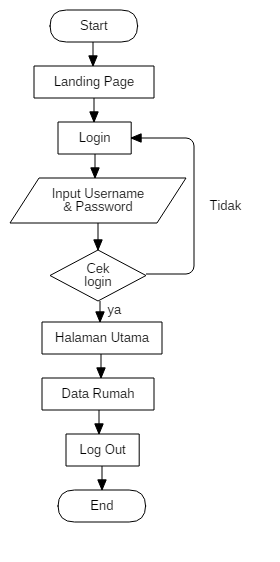 Start
Landing Page
Login
Input Username
& Password
Tidak
Cek
login
ya
Halaman Utama
Data Rumah
Log Out
End